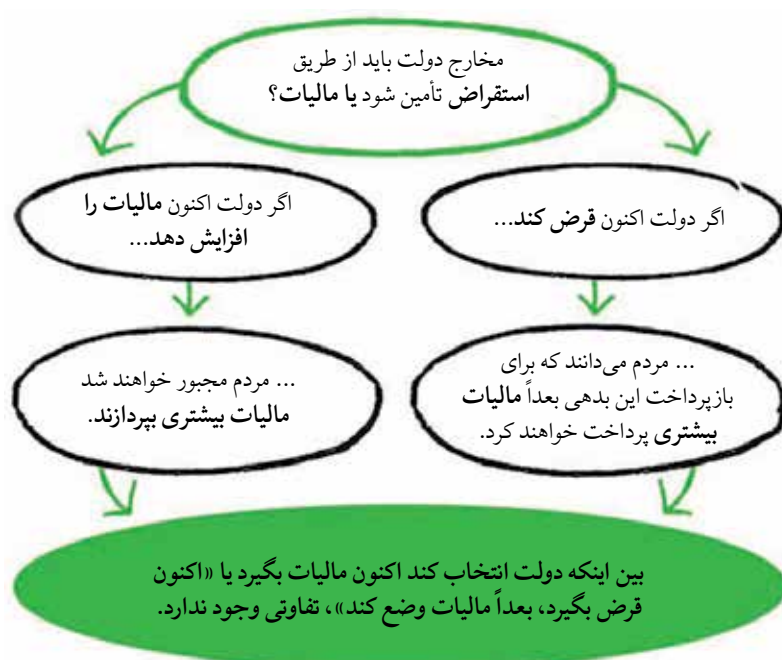 مخارج دولت باید از طریق
استقراض تأمین شود یا مالیات؟
اگر دولت اکنون قرض کند...
اگر دولت اکنون مالیات را
افزایش دهد...
... مردم می‌دانند که برای
بازپرداخت این بدهی بعداً مالیات
بیشتری پرداخت خواهند کرد.
... مردم مجبور خواهند شد
مالیات بیشتری بپردازند.
بین اینکه دولت انتخاب کند اکنون مالیات بگیرد یا «اکنون
قرض بگیرد، بعداً مالیات وضع کند»، تفاوتی وجود ندارد.